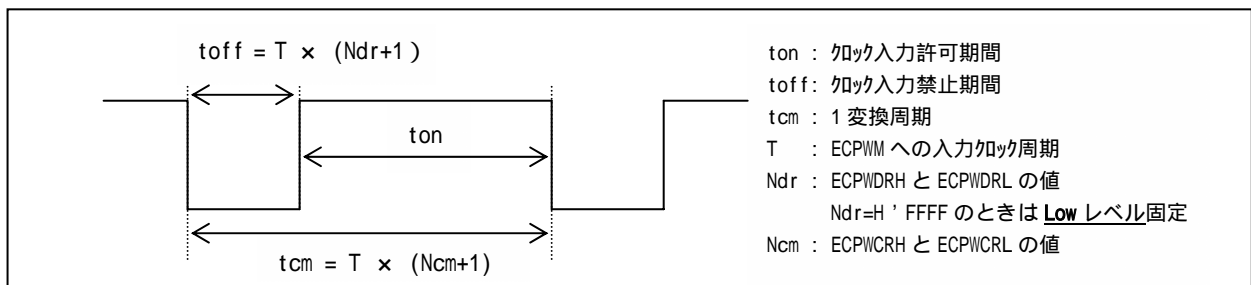 toff = T × (Ndr+1)
ton
tcm = T × (Ncm+1)
ton : ｸﾛｯｸ入力許可期間
toff: ｸﾛｯｸ入力禁止期間
tcm : 1 変換周期
T : ECPWM への入力ｸﾛｯｸ周期
Ndr : ECPWDRH と ECPWDRL の値
Ndr=H'FFFF のときは Low レベル固定
Ncm : ECPWCRH と ECPWCRL の値